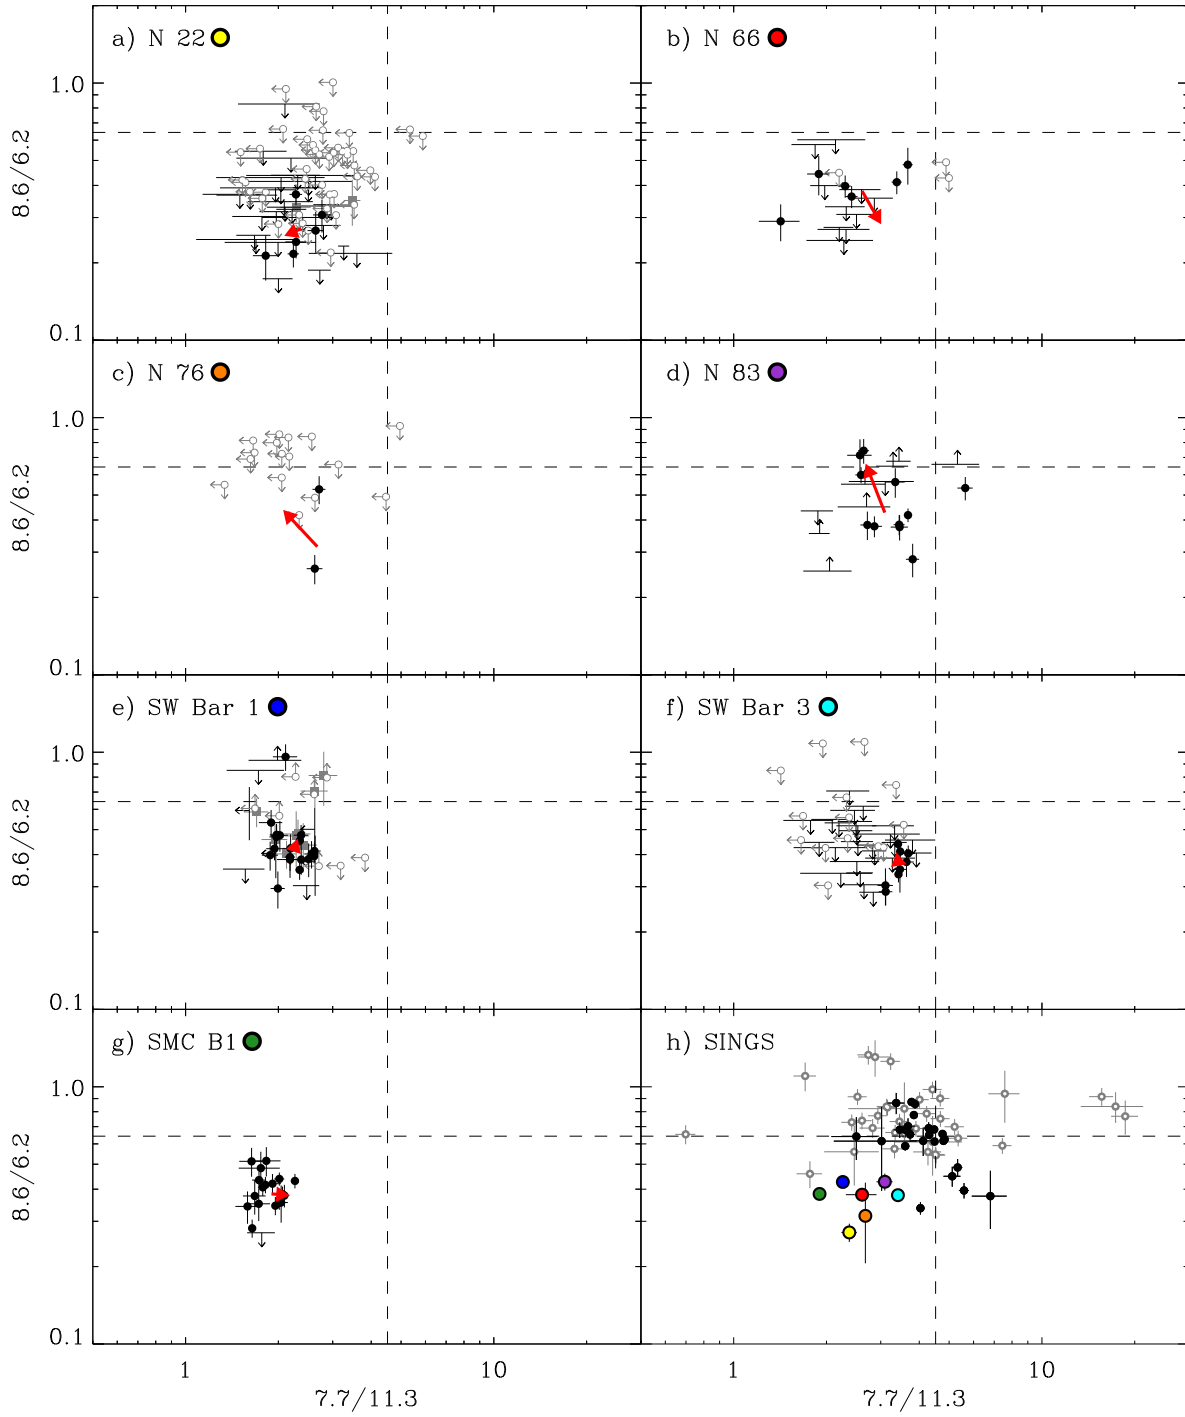 a) N 22
b) N 66
1.0
8.6/6.2
0.1
c) N 76
d) N 83
1.0
8.6/6.2
0.1
e) SW Bar 1
f) SW Bar 3
1.0
8.6/6.2
0.1
g) SMC B1
h) SINGS
1.0
8.6/6.2
0.1
1
10
1
10
7.7/11.3
7.7/11.3